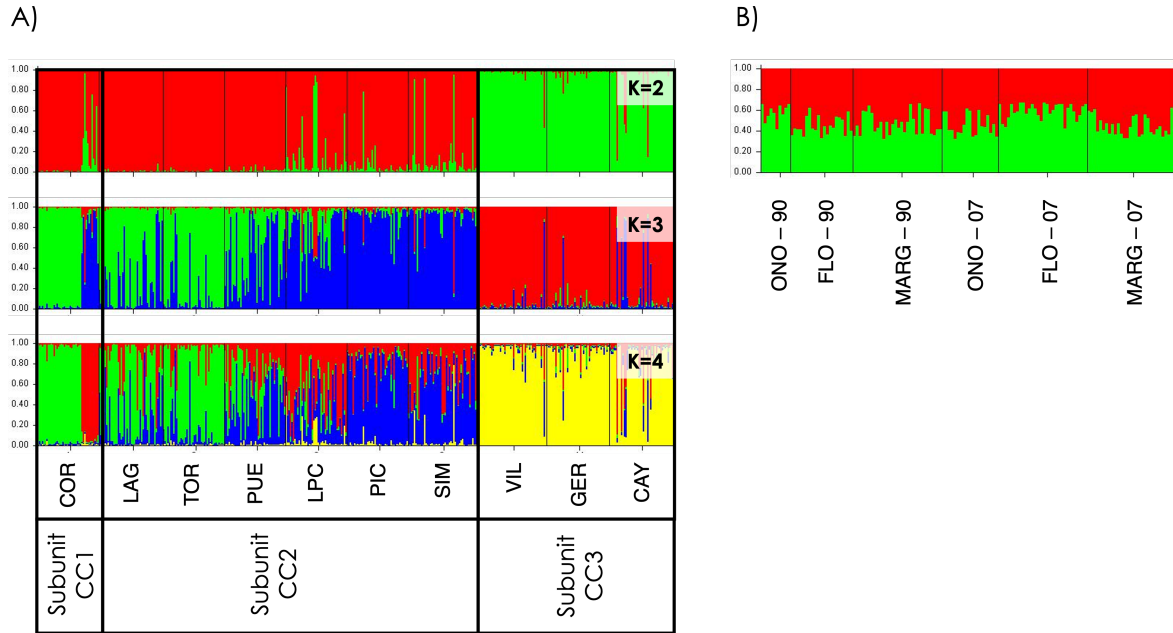 A)
B)
1.00
0.80
0.60
0.40
0.20
0.00
K=2
1.00
0.80
0.60
0.40
0.20
0.00
K=3
1.00
0.80
0.60
0.40
0.20
0.00
K=4
COR
LAG
TOR
PUE
LPC
PIC
SIM
VIL
GER
CAY
Subunit
CC1
Subunit
CC2
Subunit
CC3
1.00
0.80
0.60
0.40
0.20
0.00
ONO – 90
FLO – 90
MARG – 90
ONO – 07
FLO – 07
MARG – 07